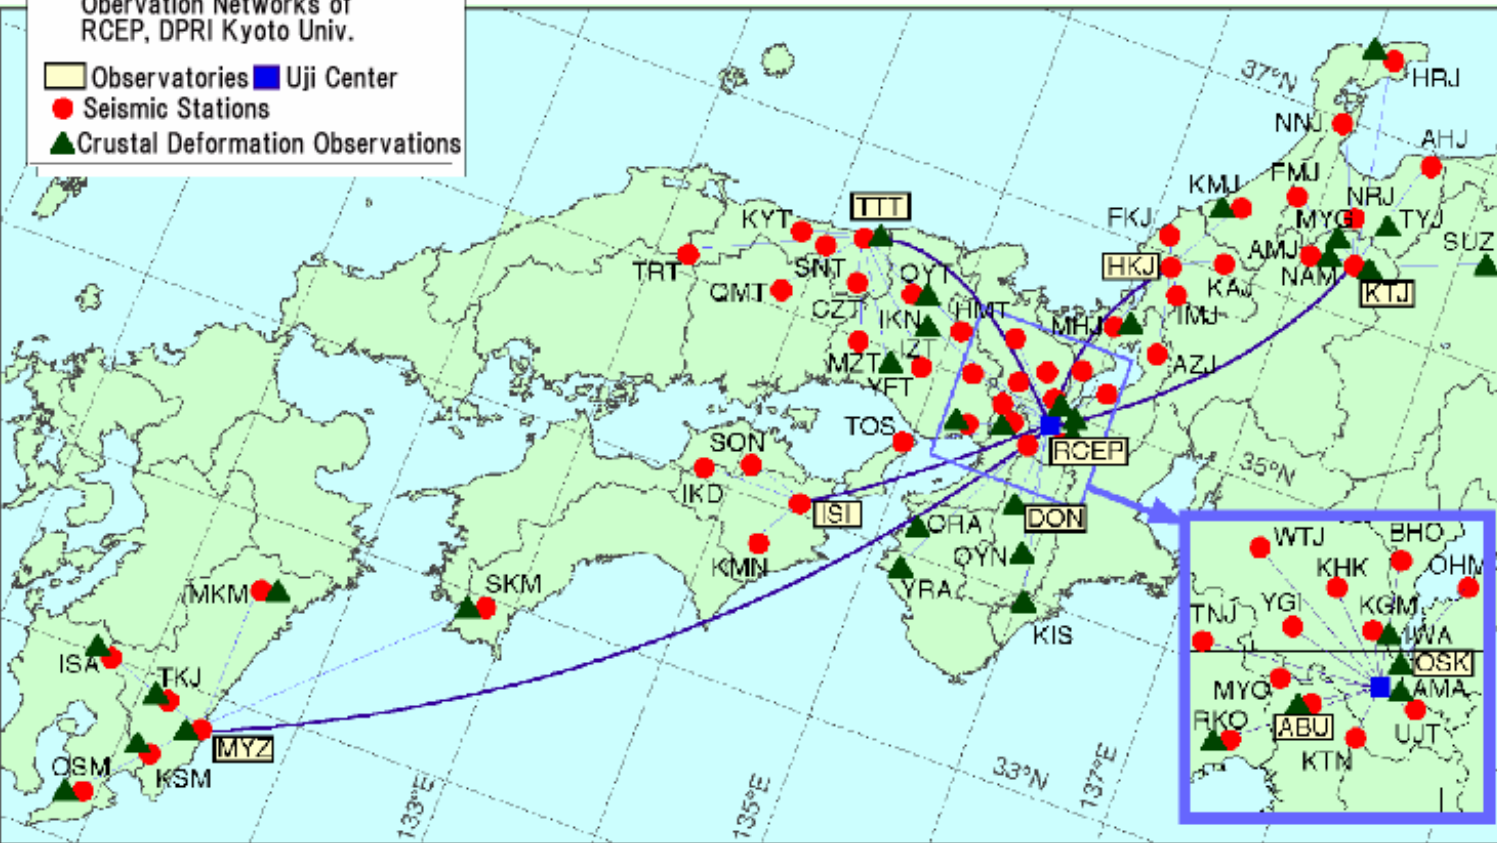 Obervation Networks of
RCEP, DPRI Kyoto Univ.
Observatories Uji Center
Seismic Stations
Crustal Deformation Observations
37°N
HRJ
NNJ
AHJ
FMJ
KMJ
NRJ
MYG
TYJ
FKJ
SUZ
AMJ
NAM
HKJ
KAJ
KTJ
IMJ
KYT
TTT
TRT
SNT
OMT
OYT
CZT
IKN
HMT
MHJ
IZT
MZT
YFT
AZJ
TOS
SON
RCEP
35°N
IKD
ISI
DON
ORA
KMN
OYN
YRA
KIS
SKM
MKM
ISA
TKJ
MYZ
OSM
KSM
133°E
135°E
33°N
137°E
WTJ
BHO
KHK
OHM
YGI
KGM
TNJ
IWA
OSK
MYO
AMA
RKO
ABU
UJT
KTN